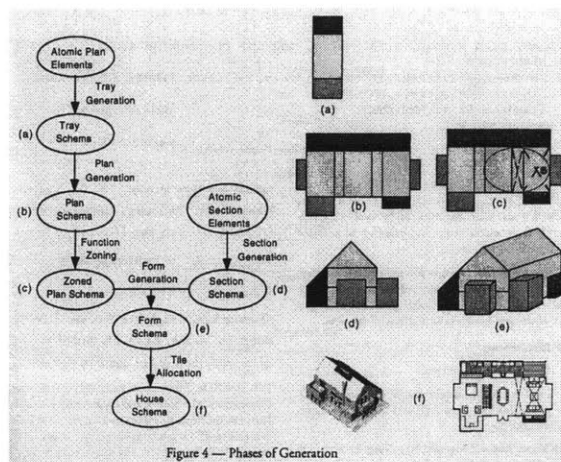 Atomic Plan
Elements
Tray
Generation
(a)
Tray
Schema
Plan
Generation
(b)
Plan
Schema
Atomic
Section
Elements
Function
Zoning
Form
Generation
Section
Generation
(c)
Zoned
Plan Schema
Section
Schema
(d)
Form
Schema
(e)
Tile
Allocation
House
Schema
(f)
(a)
(b)
(c)
(d)
(e)
(f)
Figure 4 — Phases of Generation